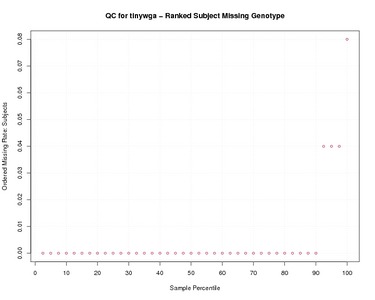 QC for tinywga − Ranked Subject Missing Genotype
Ordered Missing Rate: Subjects
0.08
0.07
0.06
0.05
0.04
0.03
0.02
0.01
0.00
0 10 20 30 40 50 60 70 80 90 100
Sample Percentile